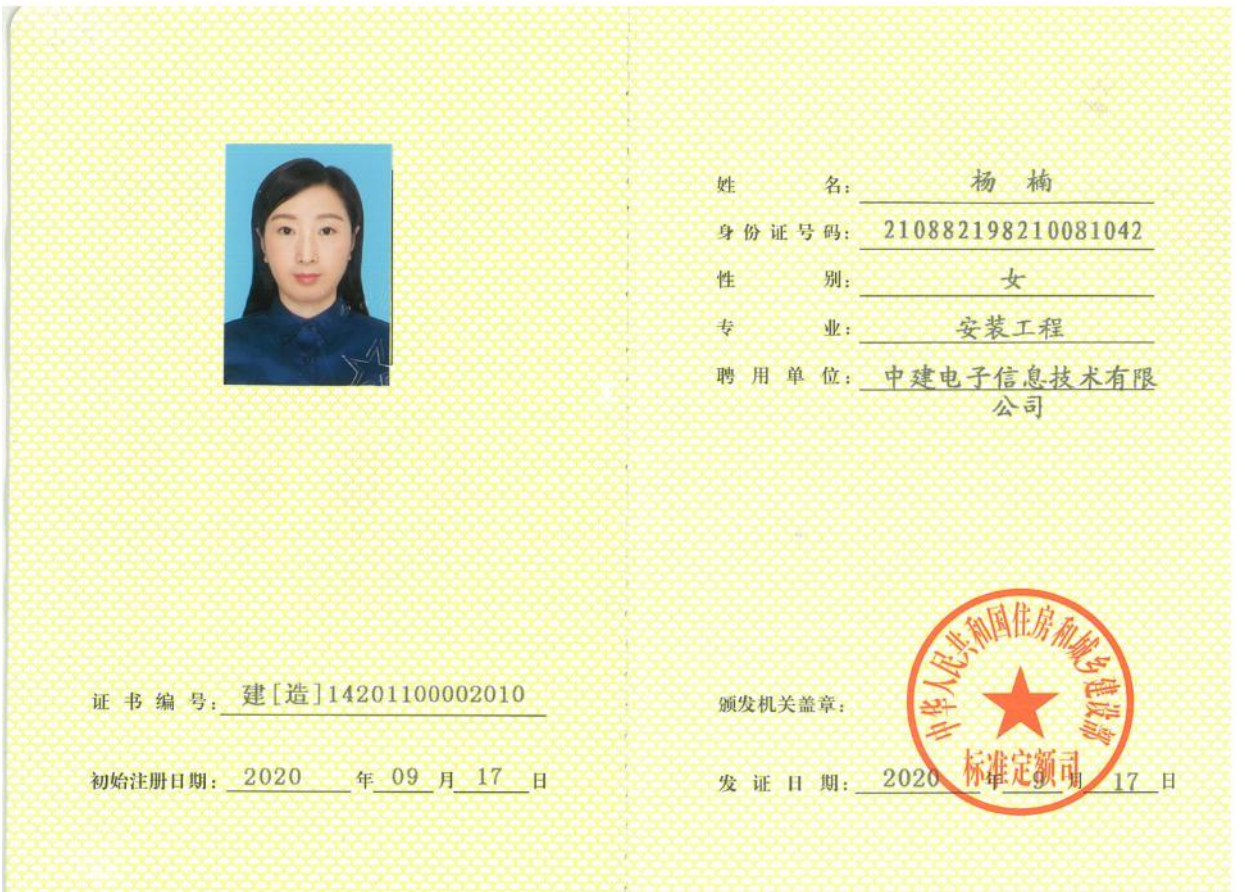 姓 名: 杨 楠
身份证号码: 210882198210081042
性 别: 女
专 业: 安装工程
聘用单位: 中建电子信息技术有限
公司
证书编号: 建[造]14201100002010
初始注册日期: 2020 年 09 月 17 日
颁发机关盖章:
中华人民共和国住房和城乡建设部
标准定额司
发证日期: 2020 年 9 月 17 日